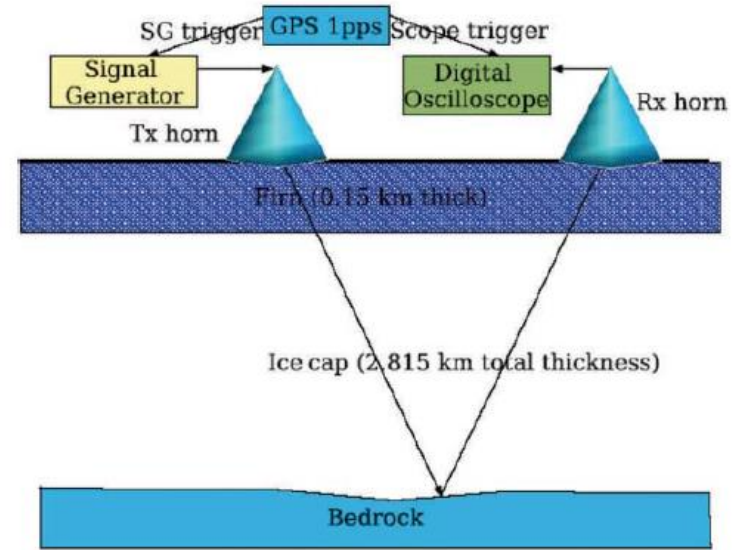 SG trigger GPS 1pps Scope trigger
Signal
Generator
Digital
Oscilloscope
Tx horn
Rx horn
Firn (0.15 km thick)
Ice cap (2.815 km total thickness)
Bedrock